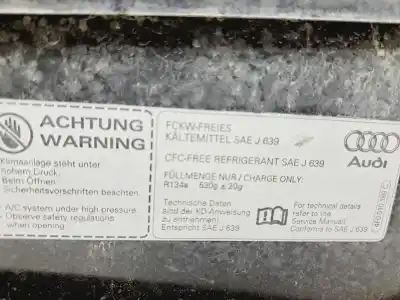 ACHTUNG
WARNING
Klimaanlage steht unter
hohem Druck.
Beim Öffnen
Sicherheitsvorschriften beachten.
- A/C system under high
- Observe safety regulations
when opening.
FCKW-FREIES
KÄLTEMITTEL SAE J 639
CFC-FREE REFRIGERANT SAE J 639
FÜLLMENGE NUR / CHARGE ONLY:
R134a 530g ± 20g
Technische Daten
sind der KD-Anweisung
zu entnehmen.
Entspricht SAE J 639
Audi
For technical details
refer to the
Service Manual.
Conforms to SAE J 639